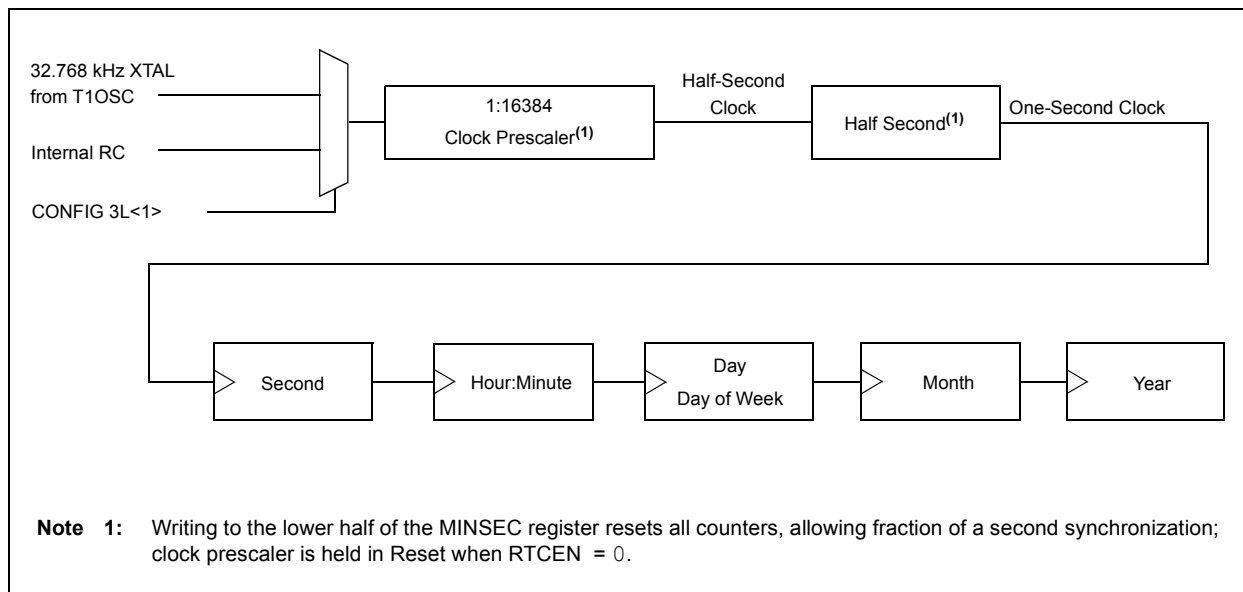 32.768 kHz XTAL
from T1OSC
Internal RC
CONFIG 3L<1>
1:16384
Clock Prescaler(1)
Half-Second
Clock
Half Second(1)
One-Second Clock
Second
Hour:Minute
Day
Day of Week
Month
Year
Note 1: Writing to the lower half of the MINSEC register resets all counters, allowing fraction of a second synchronization;
clock prescaler is held in Reset when RTCEN = 0.